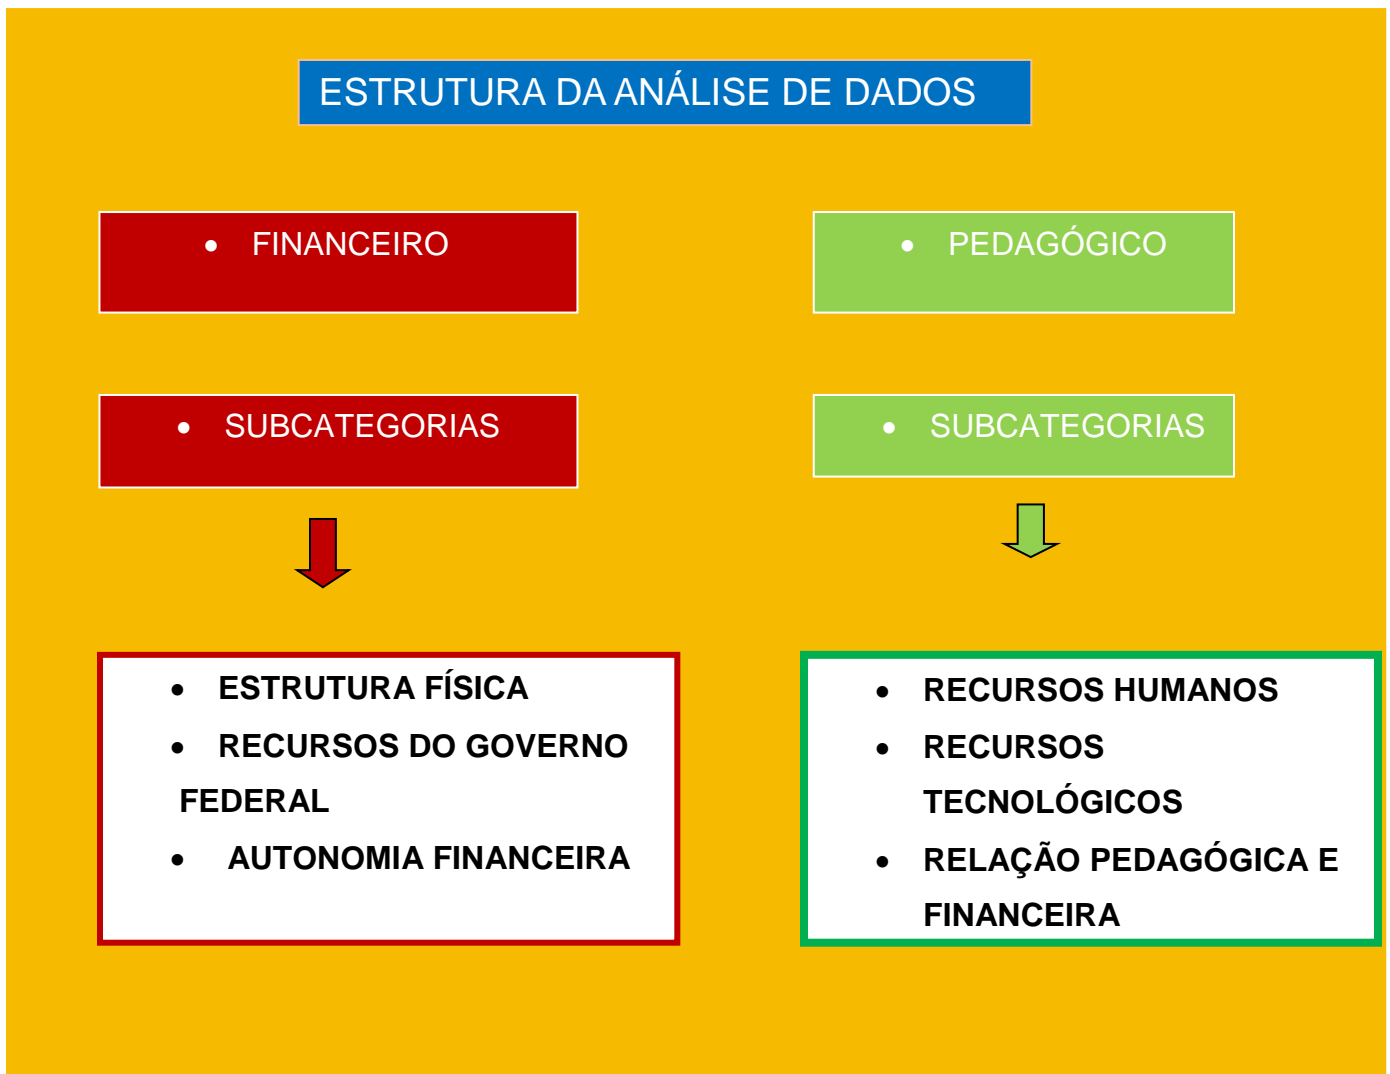 ESTRUTURA DA ANÁLISE DE DADOS
• FINANCEIRO
• SUBCATEGORIAS
• ESTRUTURA FÍSICA
• RECURSOS DO GOVERNO
FEDERAL
• AUTONOMIA FINANCEIRA
• PEDAGÓGICO
• SUBCATEGORIAS
• RECURSOS HUMANOS
• RECURSOS
TECNOLÓGICOS
• RELAÇÃO PEDAGÓGICA E
FINANCEIRA